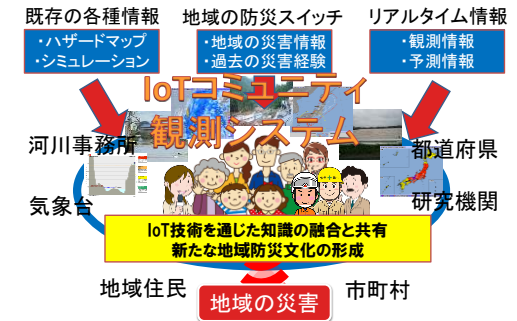 既存の各種情報
地域の防災スイッチ
リアルタイム情報
・ハザードマップ
・シミュレーション
・地域の災害情報
・過去の災害経験
・観測情報
・予測情報
IoTコミュニティ
観測システム
河川事務所
都道府県
気象台
研究機関
IoT技術を通じた知識の融合と共有
新たな地域防災文化の形成
地域住民
市町村
地域の災害